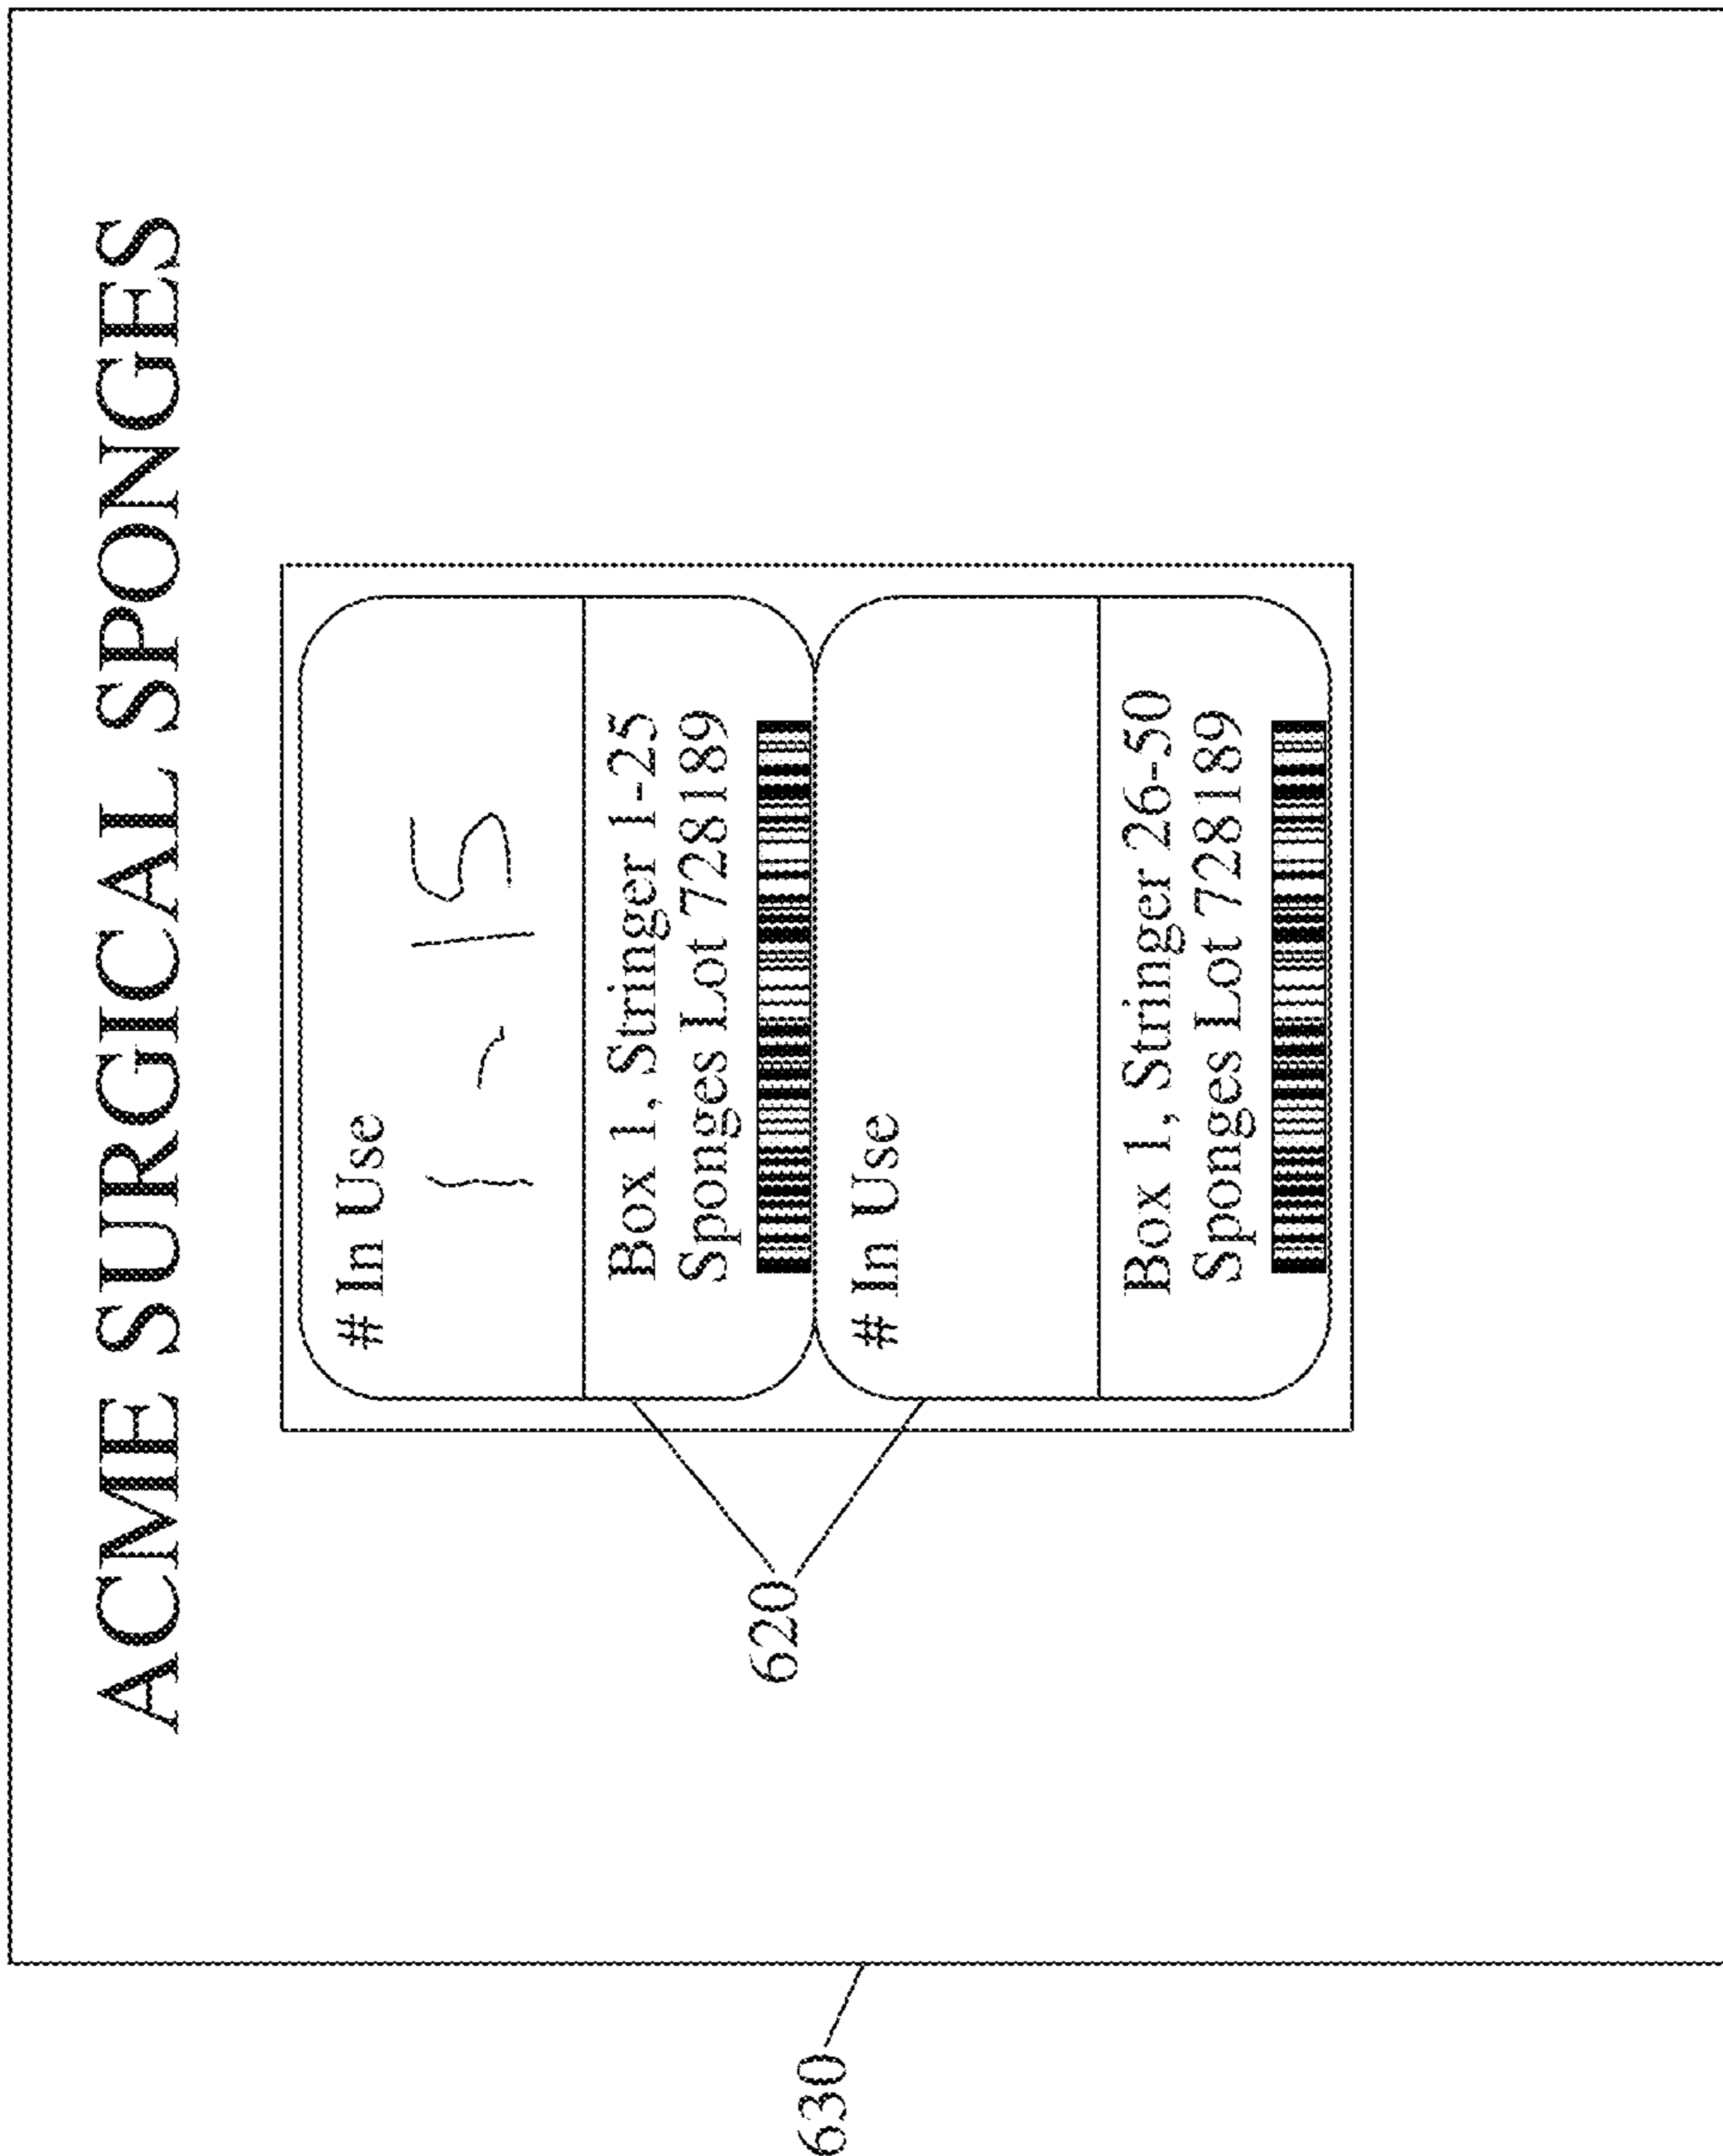 ACME SURGICAL SPONGES
# In Use
1-15
Box 1, Stringer 1-25
Sponges Lot 728189
# In Use
Box 1, Stringer 26-50
Sponges Lot 728189
620
630